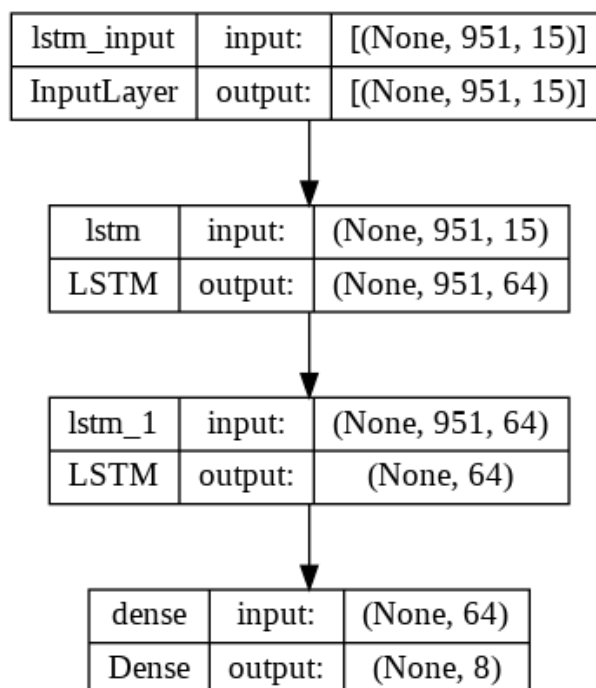 lstm_input input: [(None, 951, 15)]
InputLayer output: [(None, 951, 15)]
lstm input: (None, 951, 15)
LSTM output: (None, 951, 64)
lstm_1 input: (None, 951, 64)
LSTM output: (None, 64)
dense input: (None, 64)
Dense output: (None, 8)